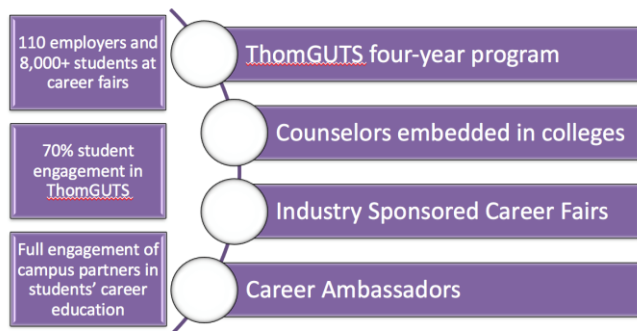 110 employers and
8,000+ students at
career fairs
70% student
engagement in
ThomGUTS
Full engagement of
campus partners in
students' career
education
ThomGUTS four-year program
Counselors embedded in colleges
Industry Sponsored Career Fairs
Career Ambassadors